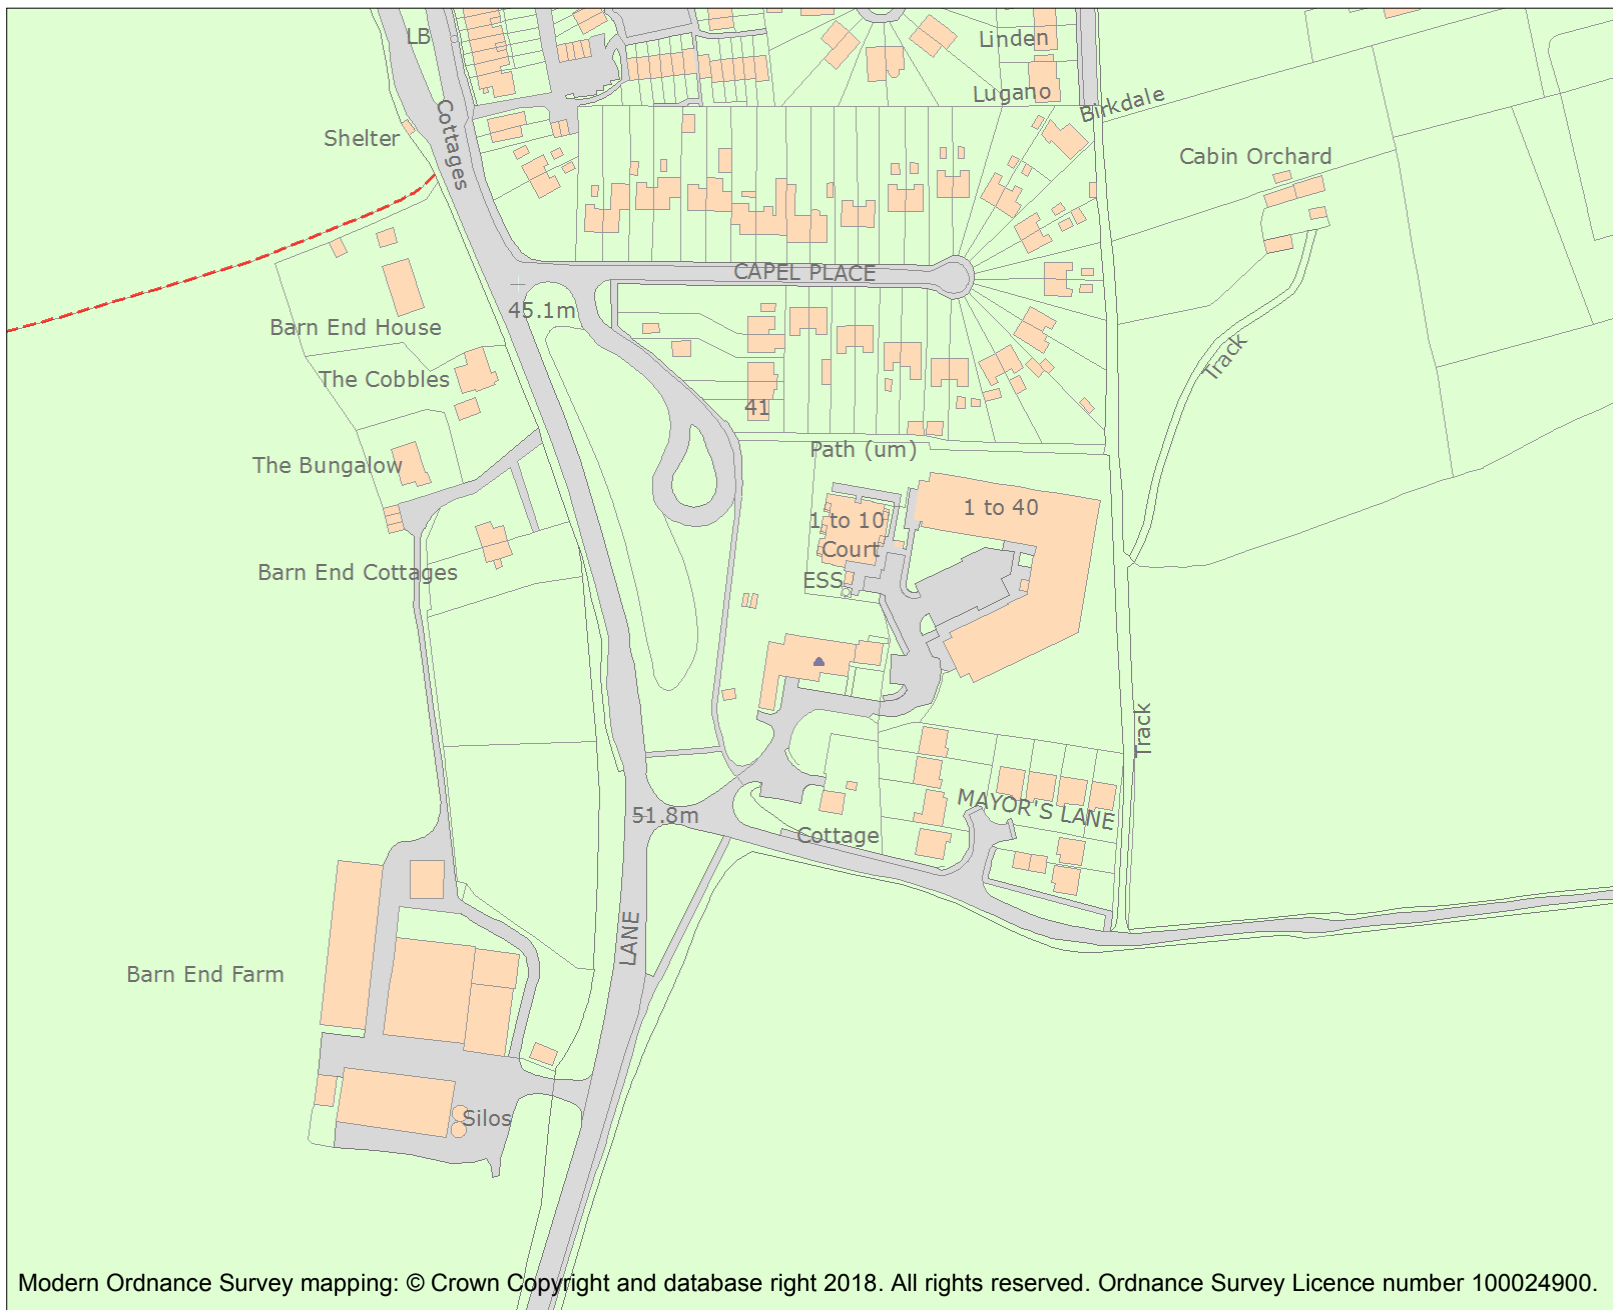 LB
Linden
Lugano
Birkdale
Cottages
Shelter
Cabin Orchard
CAPEL PLACE
45.1m
Barn End House
The Cobbles
Track
41
Path (um)
The Bungalow
1 to 40
1 to 10
Court
ESS
Barn End Cottages
Track
MAYOR'S LANE
51.8m
Cottage
LANE
Barn End Farm
Silos
Modern Ordnance Survey mapping: © Crown Copyright and database right 2018. All rights reserved. Ordnance Survey Licence number 100024900.